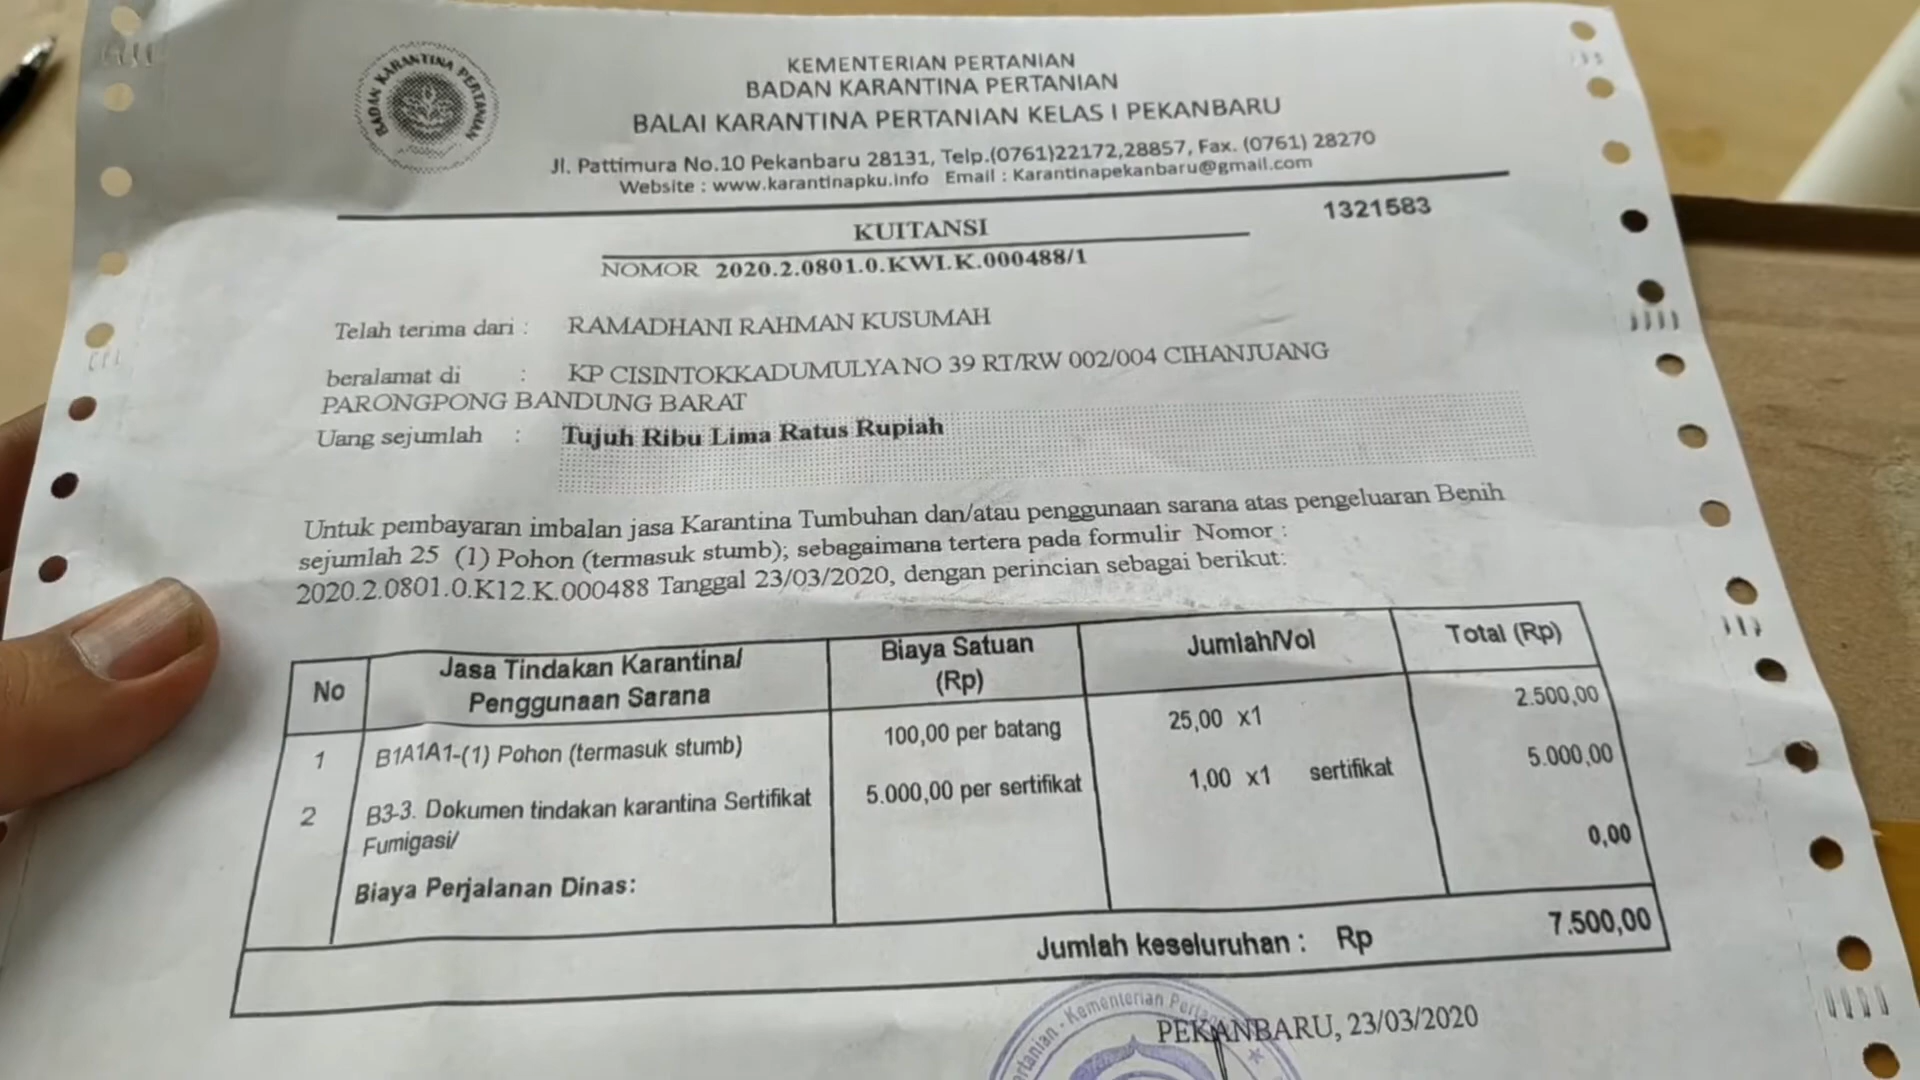 BADAN KARANTINA PERTANIAN
KEMENTERIAN PERTANIAN
BADAN KARANTINA PERTANIAN
BALAI KARANTINA PERTANIAN KELAS I PEKANBARU
Jl. Pattimura No.10 Pekanbaru 28131, Telp.(0761)22172,28857, Fax. (0761) 28270
Website : www.karantinapku.info Email : Karantinapekanbaru@gmail.com
1321583
KUITANSI
NOMOR 2020.2.0801.0.KWI.K.000488/1
Telah terima dari : RAMADHANI RAHMAN KUSUMAH
beralamat di : KP CISINTOKKADUMULYA NO 39 RT/RW 002/004 CIHANJUANG
PARONGPONG BANDUNG BARAT
Uang sejumlah : Tujuh Ribu Lima Ratus Rupiah
Untuk pembayaran imbalan jasa Karantina Tumbuhan dan/atau penggunaan sarana atas pengeluaran Benih
sejumlah 25 (1) Pohon (termasuk stumb); sebagaimana tertera pada formulir Nomor :
2020.2.0801.0.K12.K.000488 Tanggal 23/03/2020, dengan perincian sebagai berikut:
No Jasa Tindakan Karantina/ Penggunaan Sarana Biaya Satuan (Rp) Jumlah/Vol Total (Rp)
1 B1A1A1-(1) Pohon (termasuk stumb) 100,00 per batang 25,00 x1 2.500,00
2 B3-3. Dokumen tindakan karantina Sertifikat 5.000,00 per sertifikat 1,00 x1 sertifikat 5.000,00
Fumigasi/
Biaya Perjalanan Dinas: 0,00
Jumlah keseluruhan : Rp 7.500,00
PEKANBARU, 23/03/2020
Kementerian